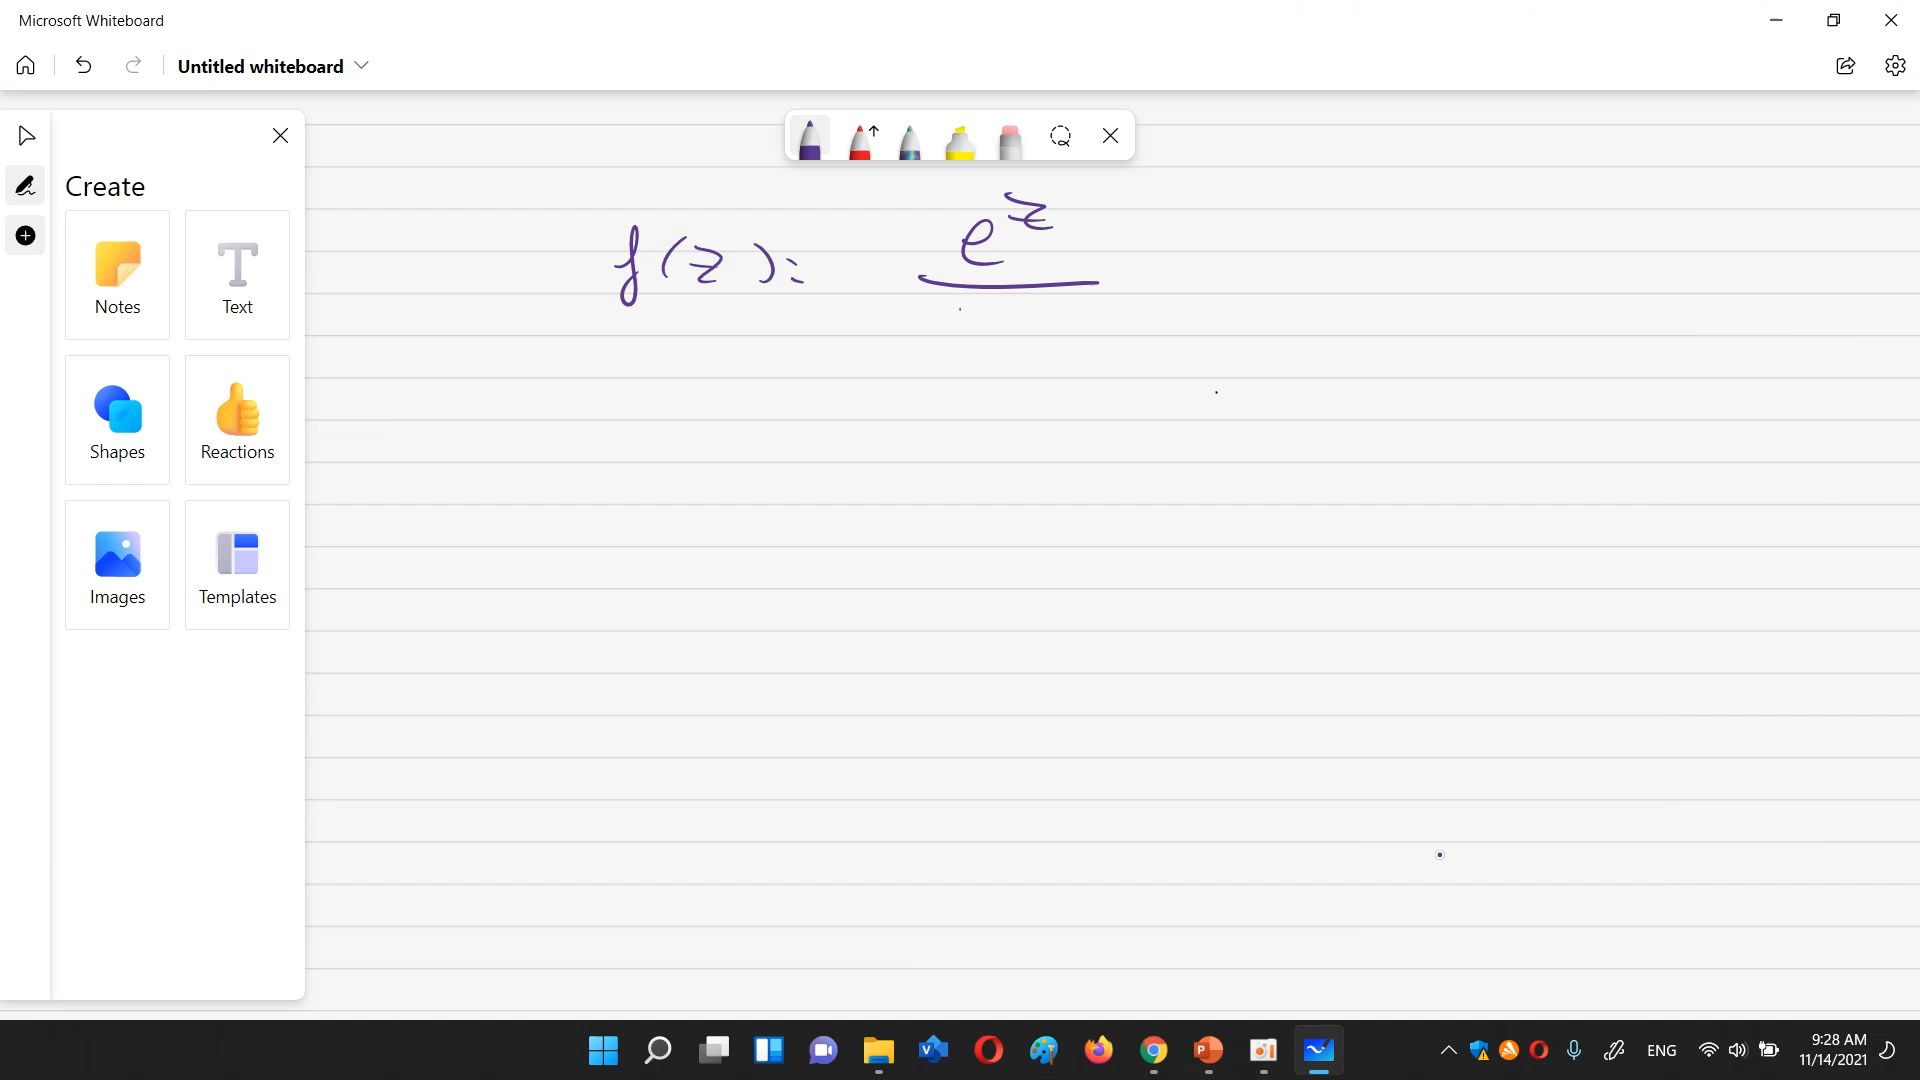 Microsoft Whiteboard
Untitled whiteboard
Create
Notes
Text
Shapes
Reactions
Images
Templates
f(z) = e^z
ENG
9:28 AM
11/14/2021